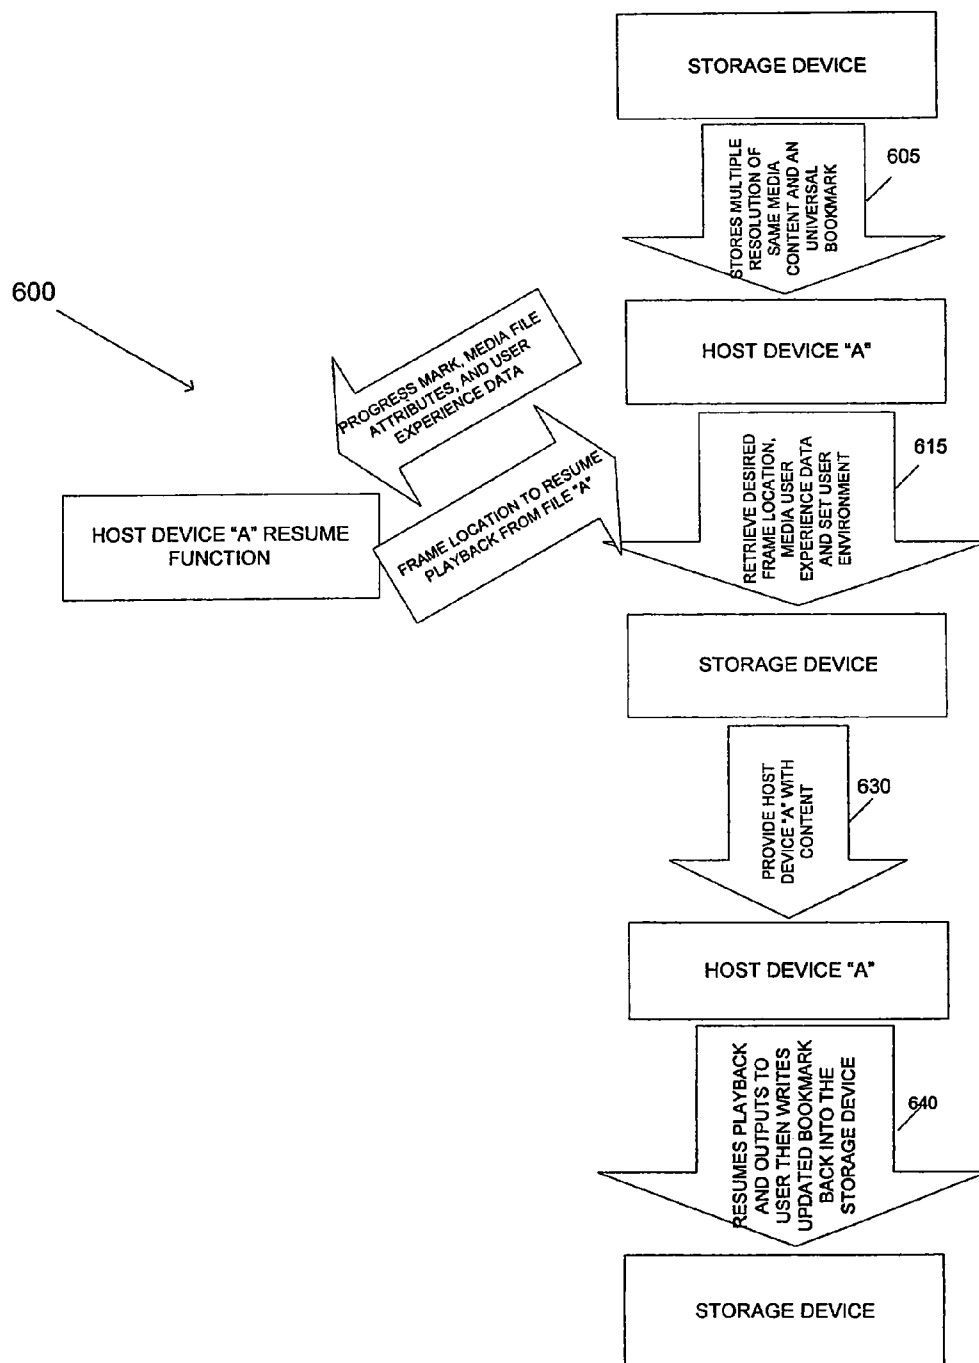 STORAGE DEVICE
STORES MULTIPLE
RESOLUTION OF
SAME MEDIA
CONTENT AND AN
UNIVERSAL
BOOKMARK
605
600
HOST DEVICE "A"
PROGRESS MARK, MEDIA FILE
ATTRIBUTES, AND USER
EXPERIENCE DATA
RETRIEVE DESIRED
FRAME LOCATION,
MEDIA USER
EXPERIENCE DATA
AND SET USER
ENVIRONMENT
615
HOST DEVICE "A" RESUME
FUNCTION
FRAME LOCATION TO RESUME
PLAYBACK FROM FILE "A"
STORAGE DEVICE
PROVIDE HOST
DEVICE "A" WITH
CONTENT
630
HOST DEVICE "A"
RESUMES PLAYBACK
AND OUTPUTS TO
USER THEN WRITES
UPDATED BOOKMARK
BACK INTO THE
STORAGE DEVICE
640
STORAGE DEVICE